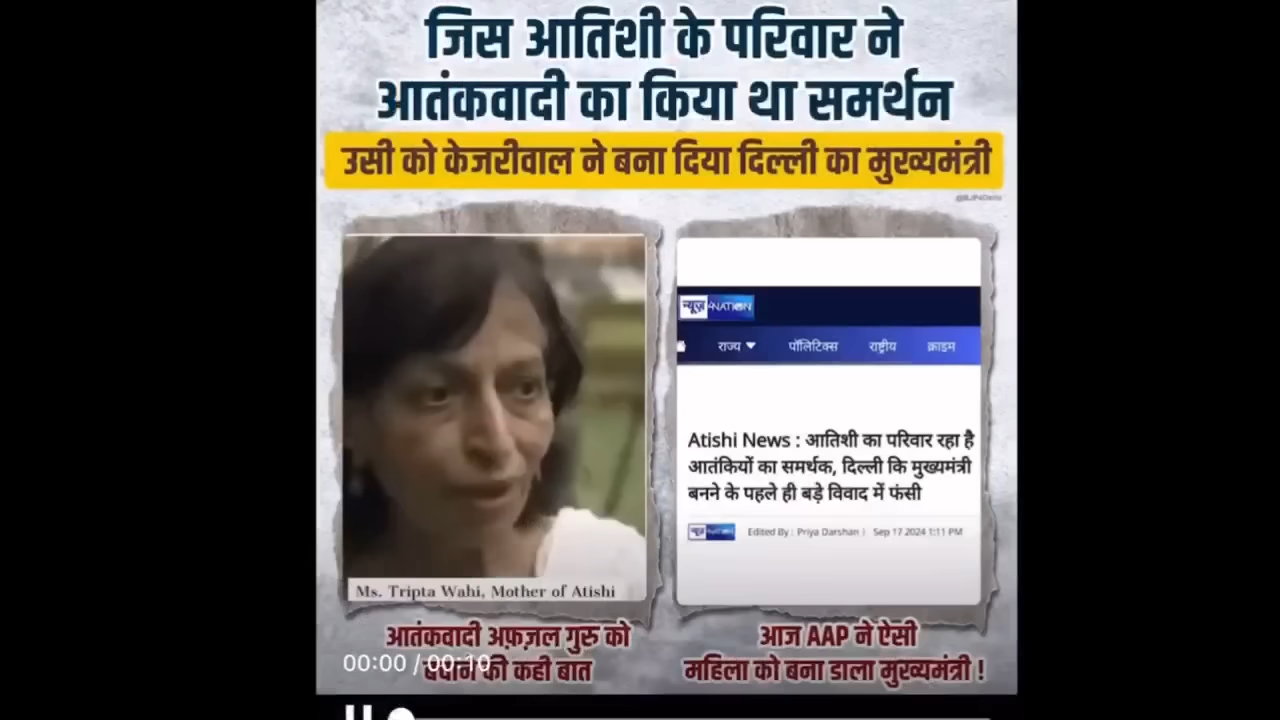 जिस आतिशी के परिवार ने
आतंकवादी का किया था समर्थन
उसी को केजरीवाल ने बना दिया दिल्ली का मुख्यमंत्री
@BJP4Delhi
न्यूज़ NATION
राज्य
पॉलिटिक्स
राष्ट्रीय
क्राइम
Atishi News : आतिशी का परिवार रहा है
आतंकियों का समर्थक, दिल्ली कि मुख्यमंत्री
बनने के पहले ही बड़े विवाद में फंसी
न्यूज़ NATION
Edited By : Priya Darshan | Sep 17 2024 1:11 PM
Ms. Tripta Wahi, Mother of Atishi
आतंकवादी अफ़ज़ल गुरु को
की कही बात
आज AAP ने ऐसी
महिला को बना डाला मुख्यमंत्री !
00:00 / 00:10